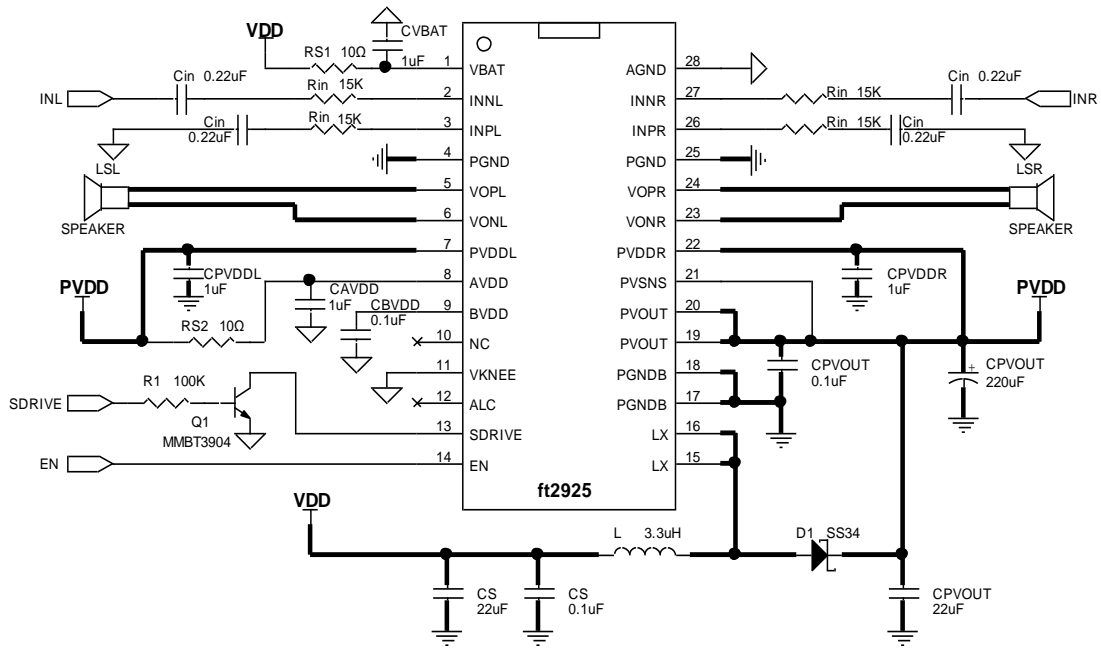 VDD
CVBAT
RS1 10Ω
1uF
1
VBAT
AGND
28
Cin 0.22uF
Rin 15K
INL
2
INNL
INNR
27
Rin 15K
Cin 0.22uF
INR
Cin
0.22uF
Rin 15K
3
INPL
INPR
26
Rin 15K
Cin
0.22uF
4
PGND
PGND
25
LSL
SPEAKER
5
VOPL
VOPR
24
LSR
SPEAKER
6
VONL
VONR
23
7
PVDDL
PVDDR
22
CPVDDL
1uF
CPVDDR
1uF
PVDD
8
AVDD
PVSNS
21
PVDD
CAVDD
1uF
CBVDD
0.1uF
9
BVDD
PVOUT
20
RS2 10Ω
10
NC
PVOUT
19
CPVOUT
0.1uF
CPVOUT
220uF
+
11
VKNEE
PGNDB
18
R1 100K
SDRIVE
Q1
MMBT3904
12
ALC
PGNDB
17
13
SDRIVE
LX
16
EN
14
EN
LX
15
ft2925
VDD
L 3.3uH
D1 SS34
CS
22uF
CS
0.1uF
CPVOUT
22uF